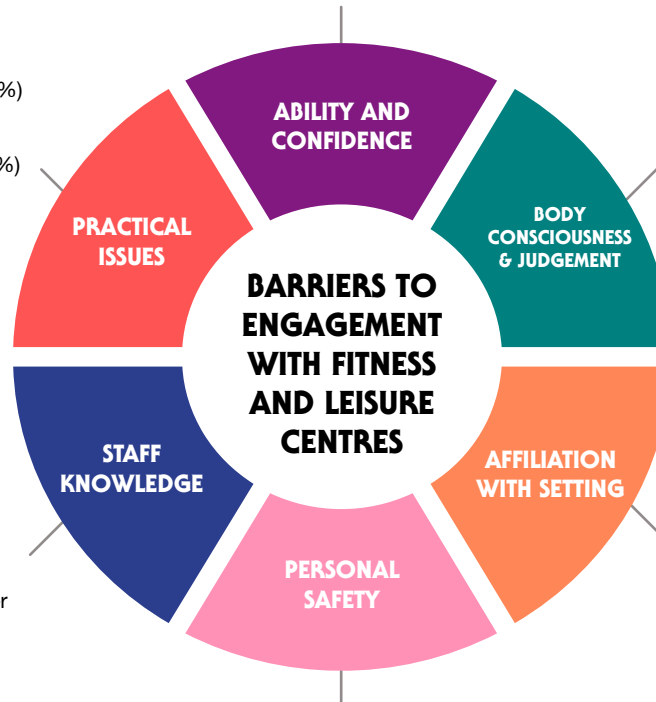 %)
ABILITY AND
CONFIDENCE
%)
PRACTICAL
ISSUES
BODY
CONSCIOUSNESS
& JUDGEMENT
BARRIERS TO
ENGAGEMENT
WITH FITNESS
AND LEISURE
CENTRES
STAFF
KNOWLEDGE
AFFILIATION
WITH SETTING
PERSONAL
SAFETY